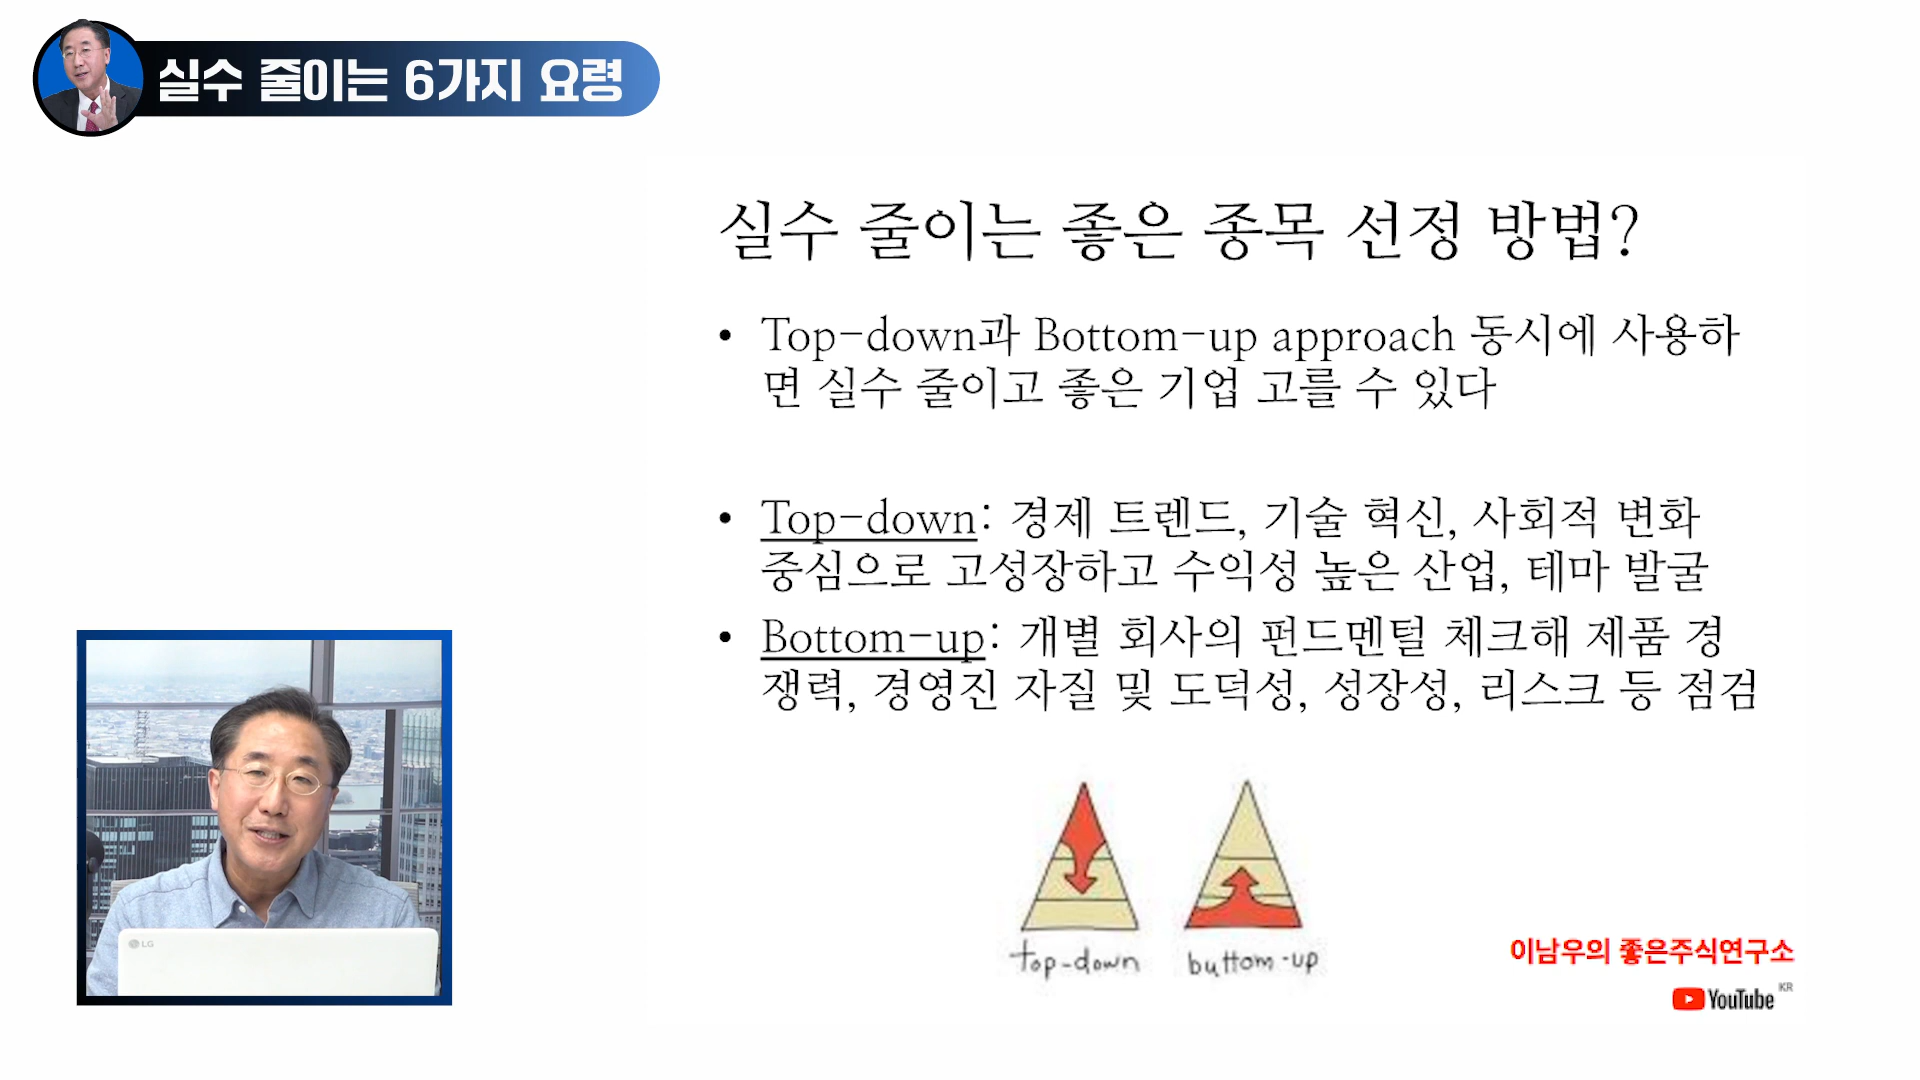 실수 줄이는 6가지 요령
실수 줄이는 좋은 종목 선정 방법?
• Top-down과 Bottom-up approach 동시에 사용하
면 실수 줄이고 좋은 기업 고를 수 있다
• Top-down: 경제 트렌드, 기술 혁신, 사회적 변화
중심으로 고성장하고 수익성 높은 산업, 테마 발굴
• Bottom-up: 개별 회사의 펀드멘털 체크해 제품 경
쟁력, 경영진 자질 및 도덕성, 성장성, 리스크 등 점검
top-down
buttom-up
LG
이남우의 좋은주식연구소
YouTube KR